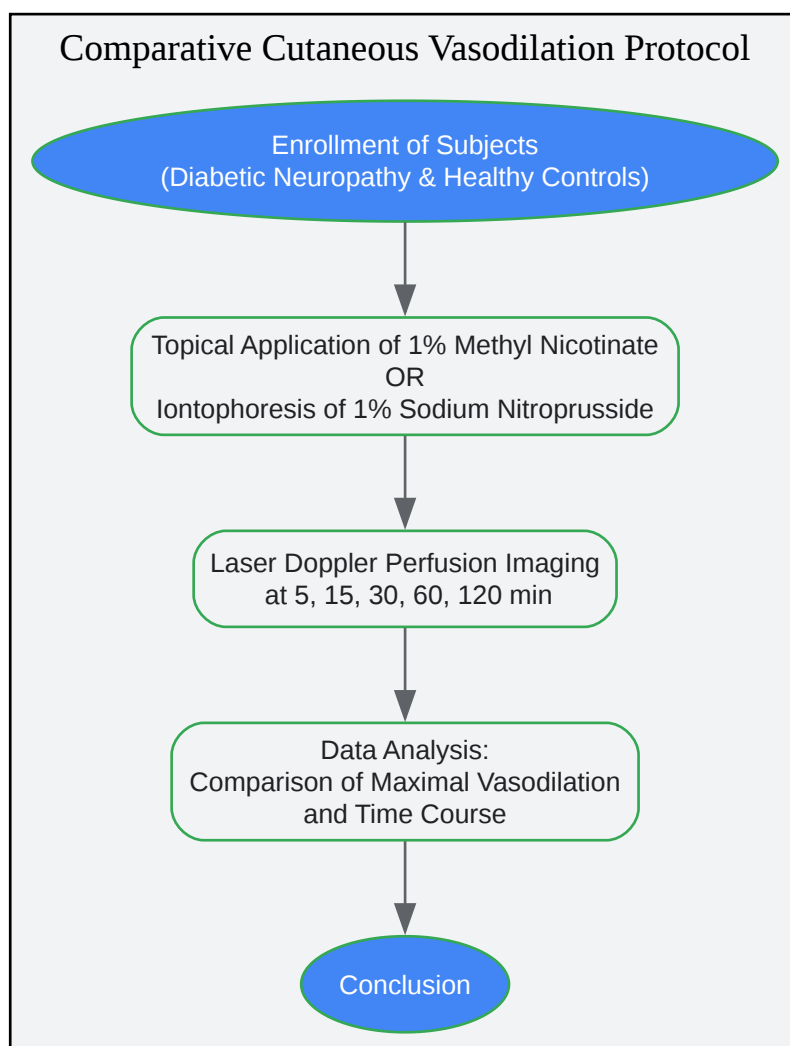 Comparative Cutaneous Vasodilation Protocol
Enrollment of Subjects
(Diabetic Neuropathy & Healthy Controls)
Topical Application of 1% Methyl Nicotinate
OR
Iontophoresis of 1% Sodium Nitroprusside
Laser Doppler Perfusion Imaging
at 5, 15, 30, 60, 120 min
Data Analysis:
Comparison of Maximal Vasodilation
and Time Course
Conclusion